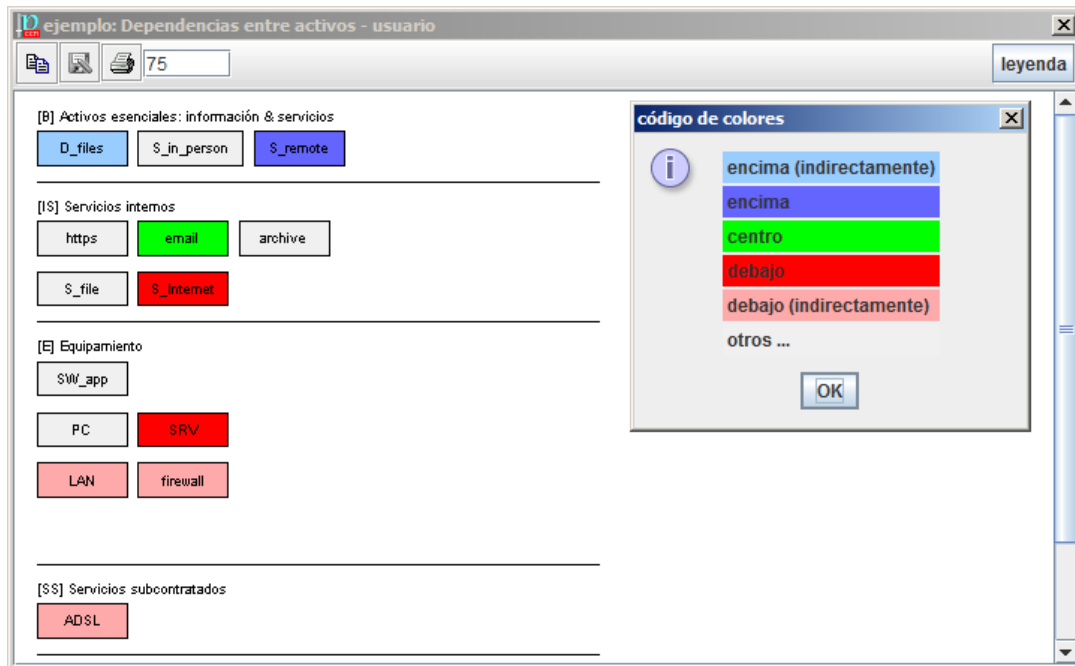 ejemplo: Dependencias entre activos - usuario
75
leyenda
[B] Activos esenciales: información & servicios
D_files S_in_person S_remote
[IS] Servicios internos
https email archive
S_file S_Internet
[E] Equipamiento
SW_app
PC SRV
LAN firewall
[SS] Servicios subcontratados
ADSL
código de colores
encima (indirectamente)
encima
centro
debajo
debajo (indirectamente)
otros ...
OK